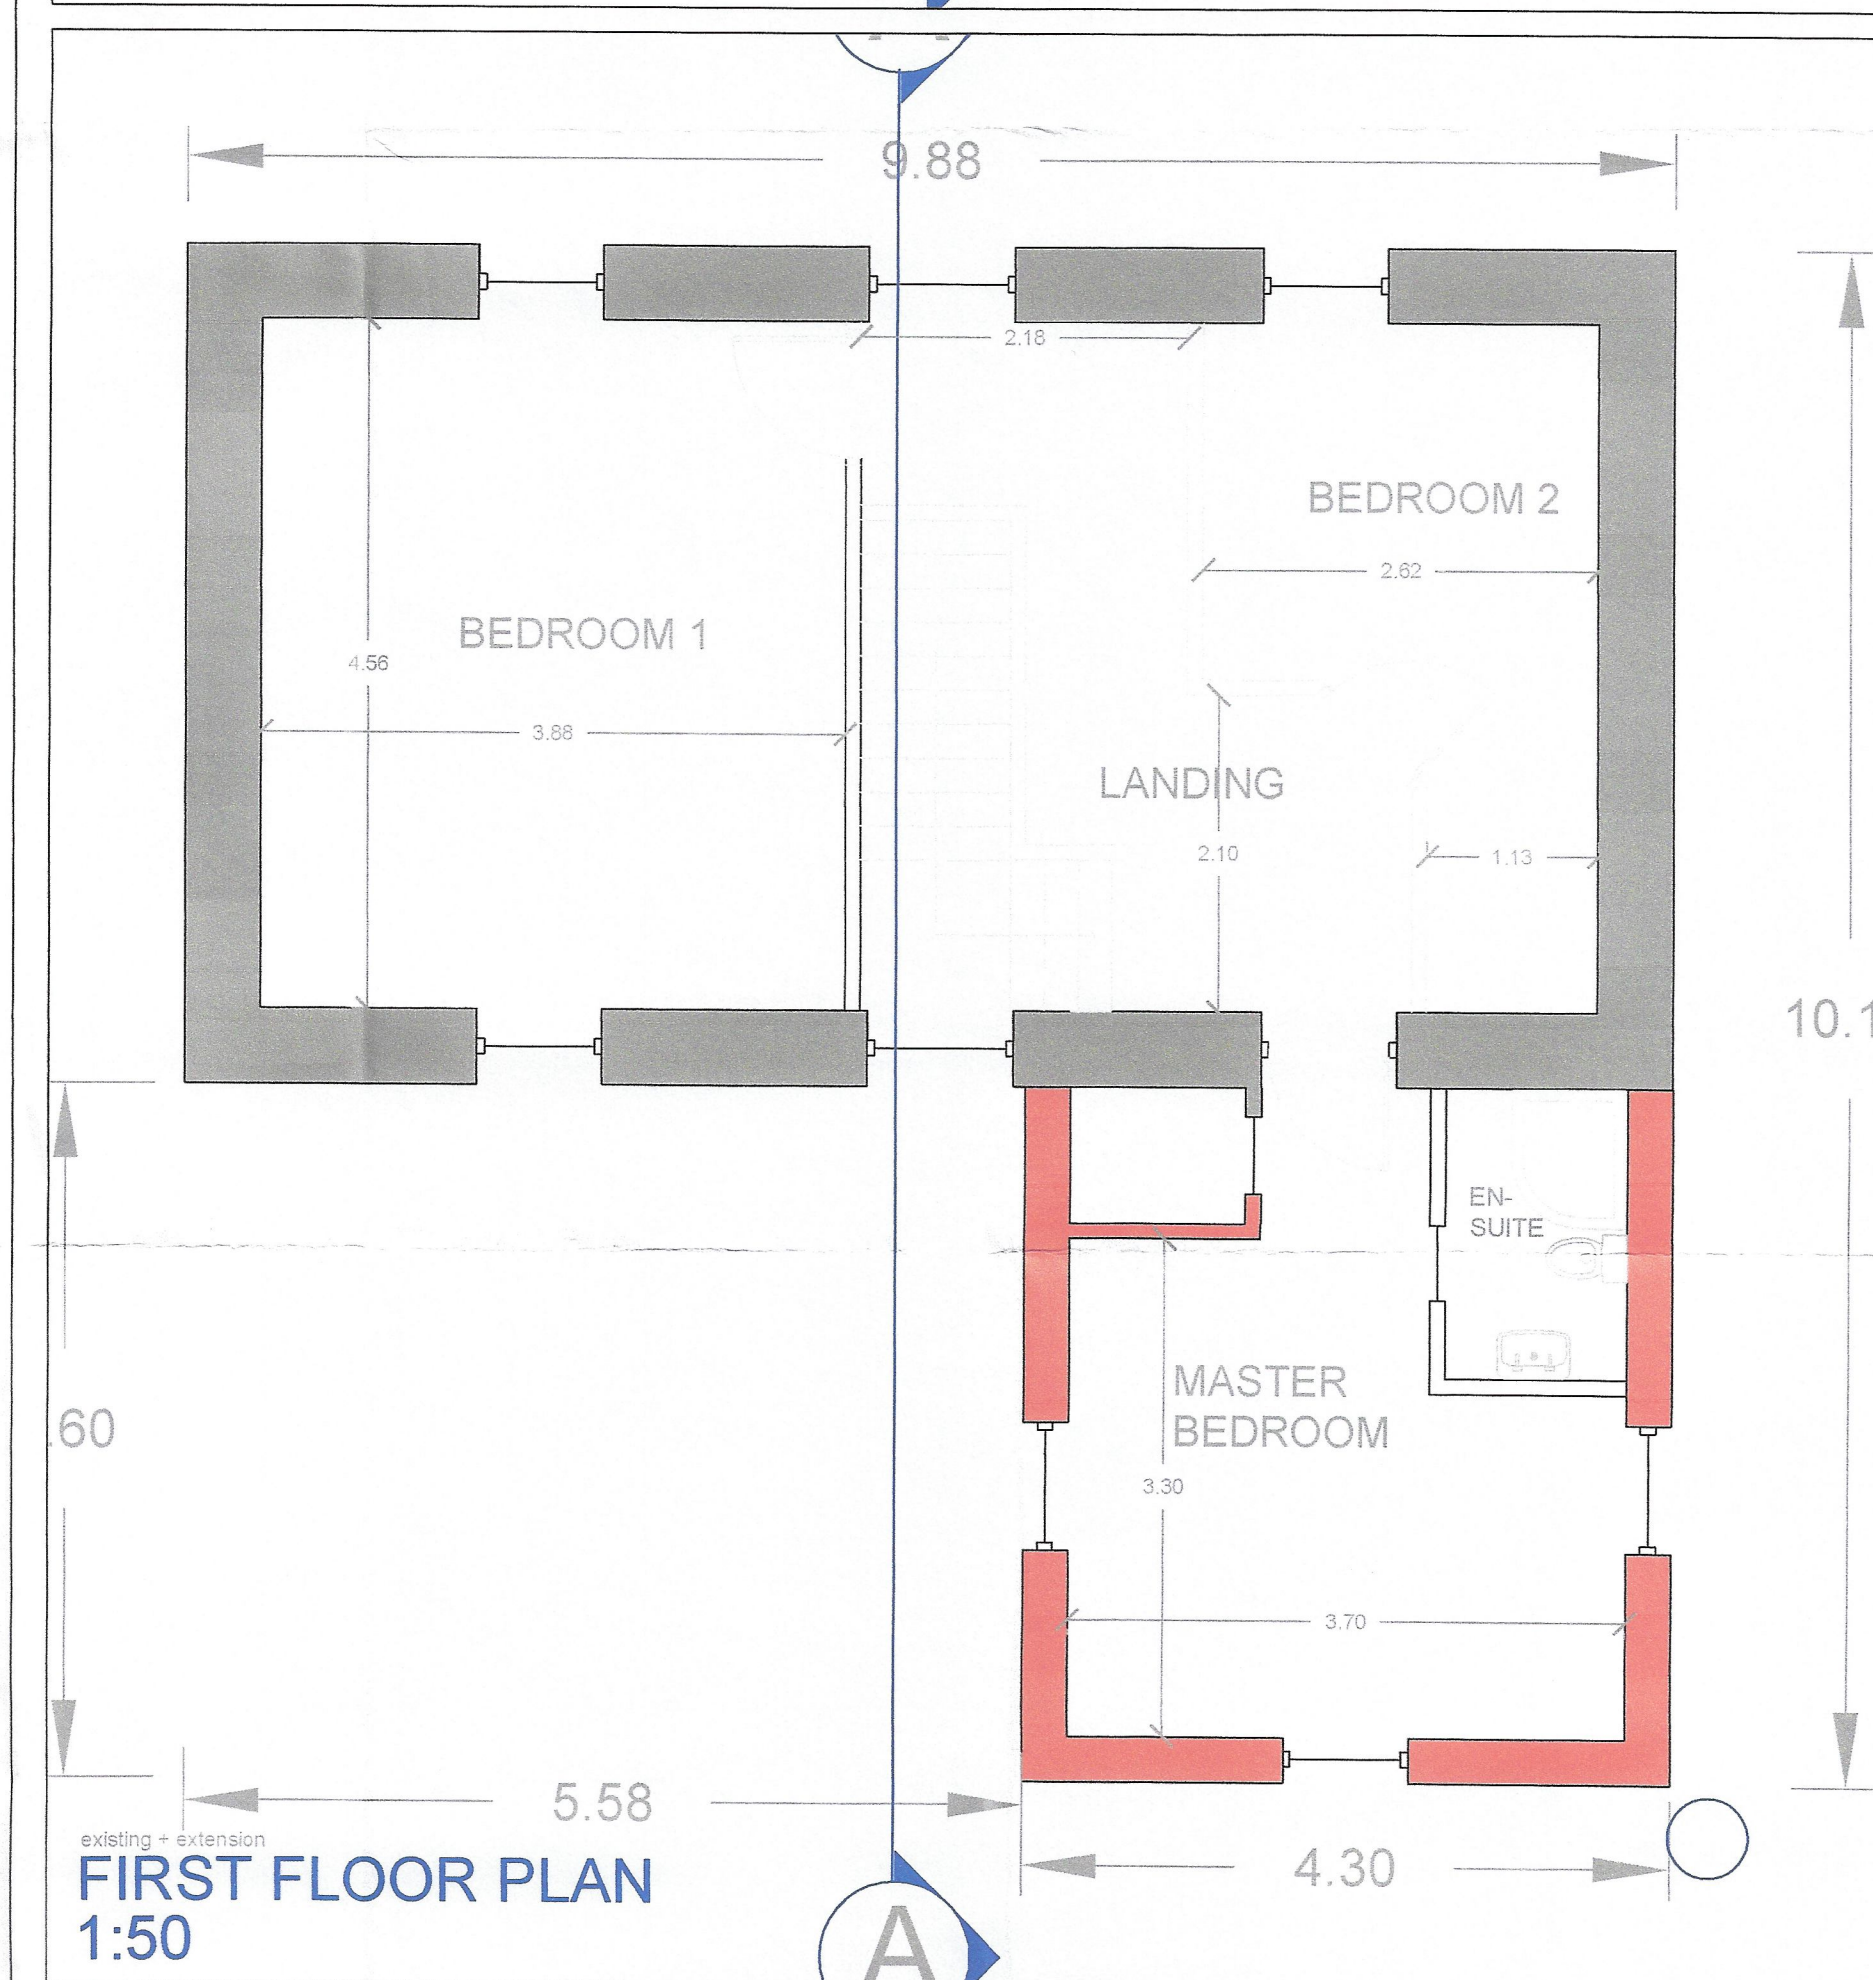 9.88
2.18
BEDROOM 2
2.62
BEDROOM 1
4.56
3.88
LANDING
2.10
1.13
10.1
EN-
SUITE
MASTER
BEDROOM
.60
3.30
3.70
5.58
existing + extension
FIRST FLOOR PLAN
4.30
1:50
A